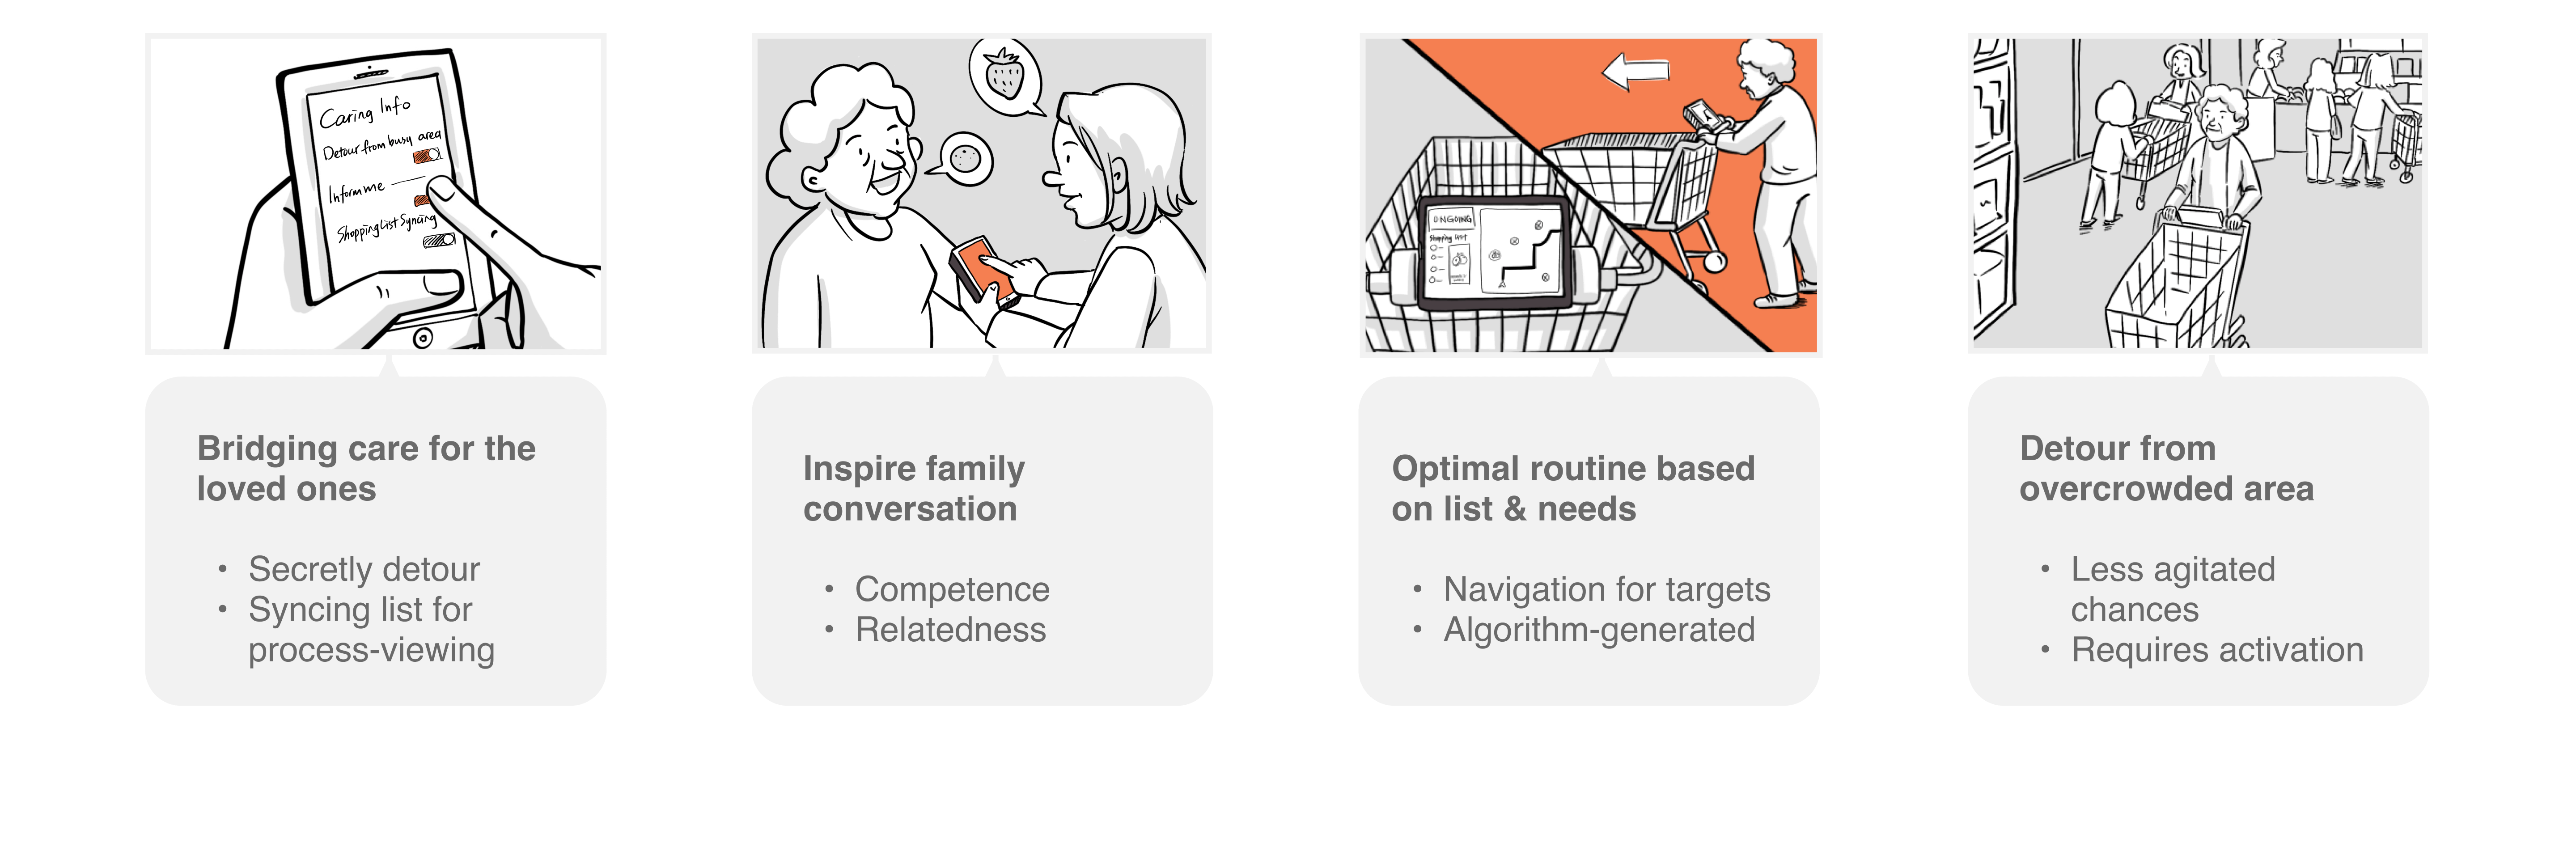 Caring Info
Detour from busy area
Inform me
Shopping List Syncing
ONGOING
Shopping list
Bridging care for the
loved ones
• Secretly detour
• Syncing list for
process-viewing
Inspire family
conversation
• Competence
• Relatedness
Optimal routine based
on list & needs
• Navigation for targets
• Algorithm-generated
Detour from
overcrowded area
• Less agitated
chances
• Requires activation